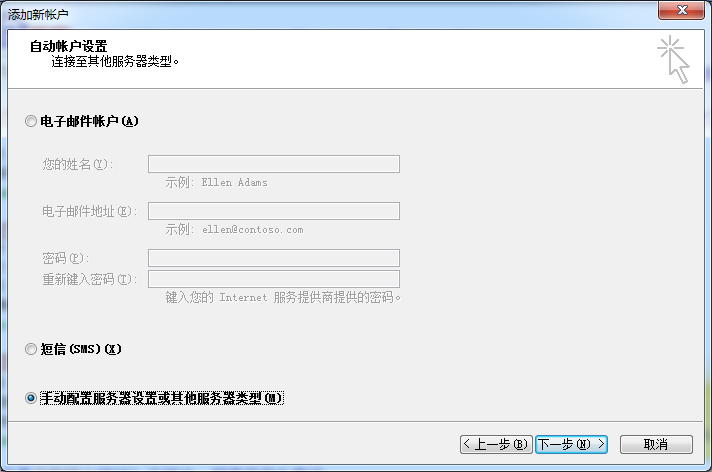 添加新帐户
自动帐户设置
连接至其他服务器类型。
电子邮件帐户(A)
您的姓名(Y):
示例: Ellen Adams
电子邮件地址(E):
示例: ellen@contoso.com
密码(P):
重新键入密码(T):
键入您的 Internet 服务提供商提供的密码。
短信(SMS)(X)
手动配置服务器设置或其他服务器类型(M)
< 上一步(B) 下一步(N) > 取消